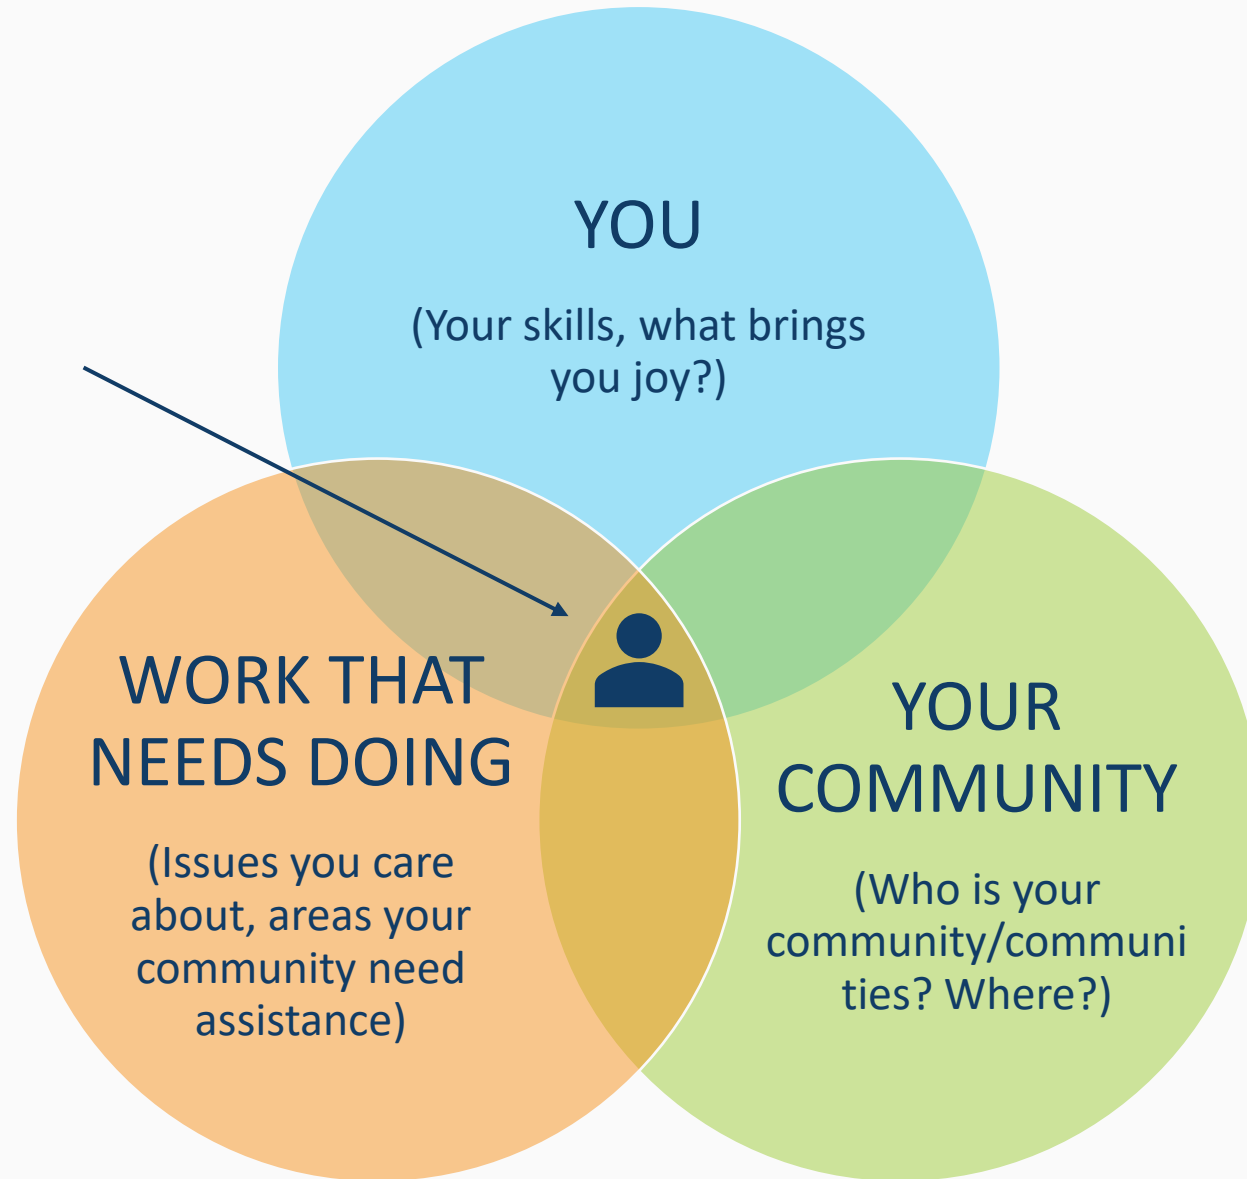 YOU
(Your skills, what brings
you joy?)
WORK THAT
NEEDS DOING
(Issues you care
about, areas your
community need
assistance)
YOUR
COMMUNITY
(Who is your
community/communi
ties? Where?)